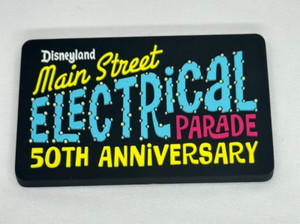 Disneyland
Main Street
ELECTRiCal
PARADE
50TH ANNiVERSARY